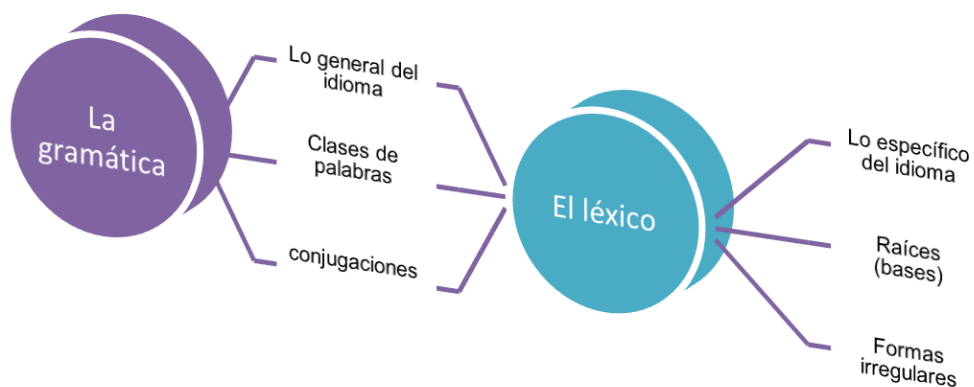 La
gramática
Lo general del
idioma
Clases de
palabras
conjugaciones
El léxico
Lo específico
del idioma
Raíces
(bases)
Formas
irregulares